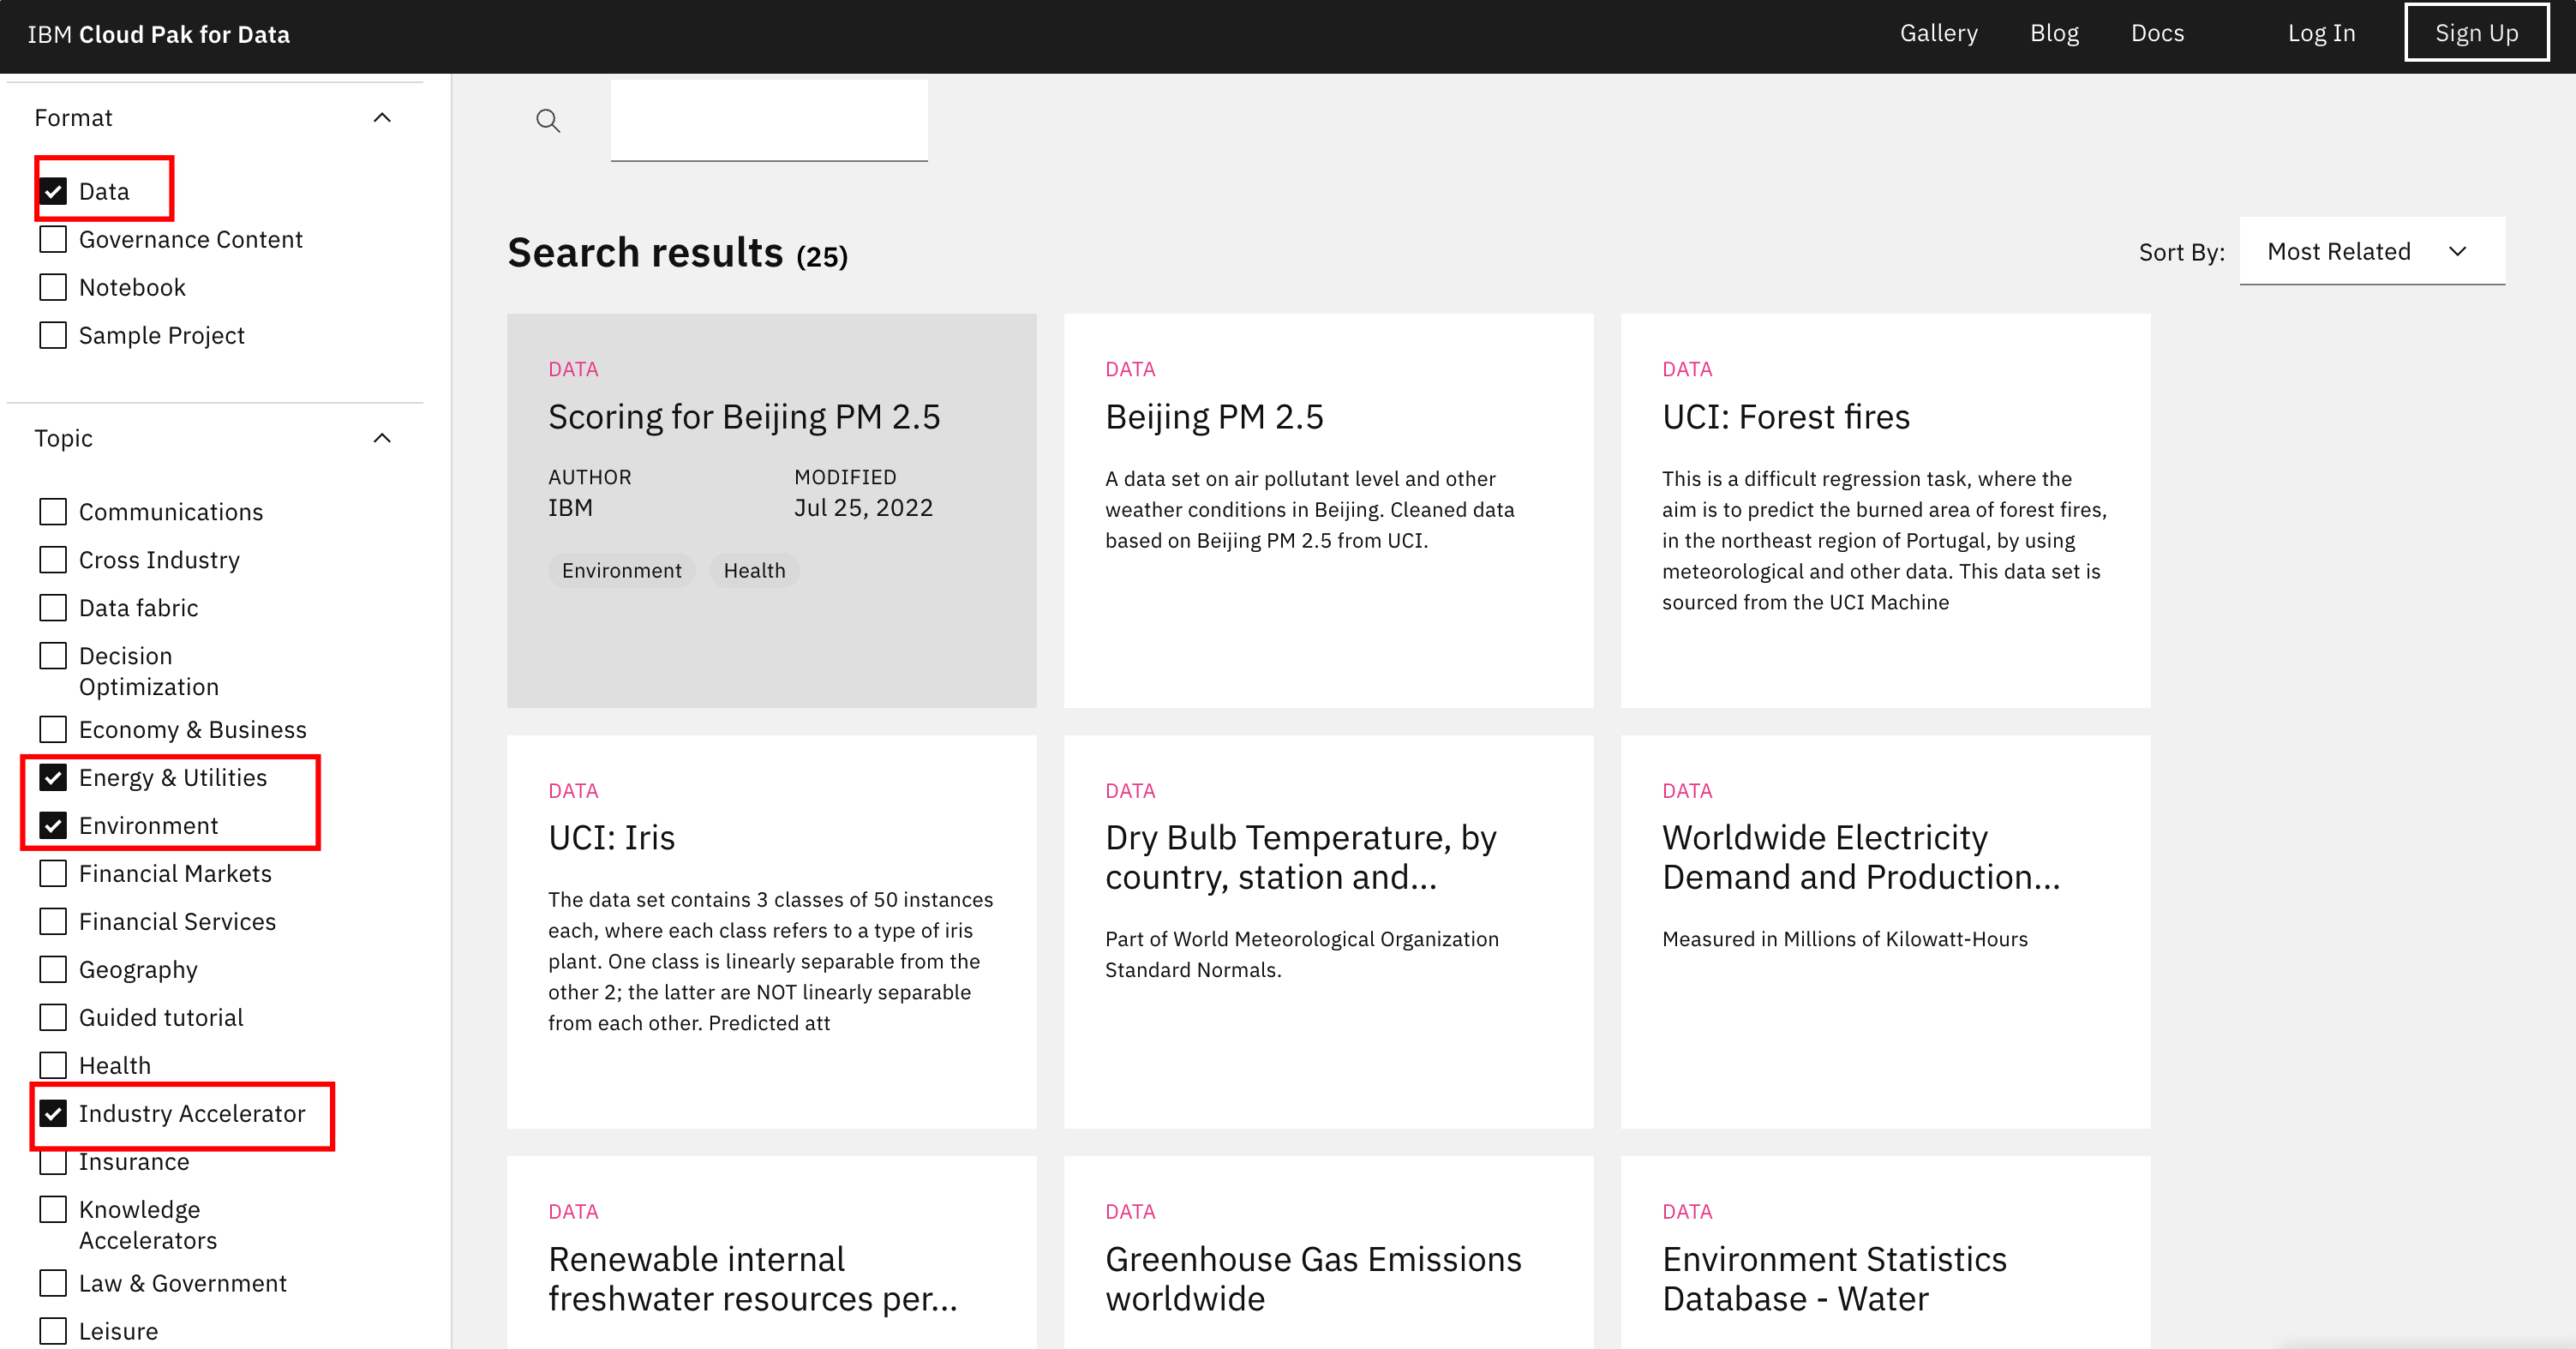 IBM Cloud Pak for Data
Gallery
Blog
Docs
Log In
Sign Up
Format
Data
Governance Content
Notebook
Sample Project
Topic
Communications
Cross Industry
Data fabric
Decision
Optimization
Economy & Business
Energy & Utilities
Environment
Financial Markets
Financial Services
Geography
Guided tutorial
Health
Industry Accelerator
Insurance
Knowledge
Accelerators
Law & Government
Leisure
Search results (25)
Sort By:
Most Related
DATA
Scoring for Beijing PM 2.5
AUTHOR
IBM
MODIFIED
Jul 25, 2022
Environment
Health
DATA
Beijing PM 2.5
A data set on air pollutant level and other
weather conditions in Beijing. Cleaned data
based on Beijing PM 2.5 from UCI.
DATA
UCI: Forest fires
This is a difficult regression task, where the
aim is to predict the burned area of forest fires,
in the northeast region of Portugal, by using
meteorological and other data. This data set is
sourced from the UCI Machine
DATA
UCI: Iris
The data set contains 3 classes of 50 instances
each, where each class refers to a type of iris
plant. One class is linearly separable from the
other 2; the latter are NOT linearly separable
from each other. Predicted att
DATA
Dry Bulb Temperature, by
country, station and...
Part of World Meteorological Organization
Standard Normals.
DATA
Worldwide Electricity
Demand and Production...
Measured in Millions of Kilowatt-Hours
DATA
Renewable internal
freshwater resources per...
DATA
Greenhouse Gas Emissions
worldwide
DATA
Environment Statistics
Database - Water